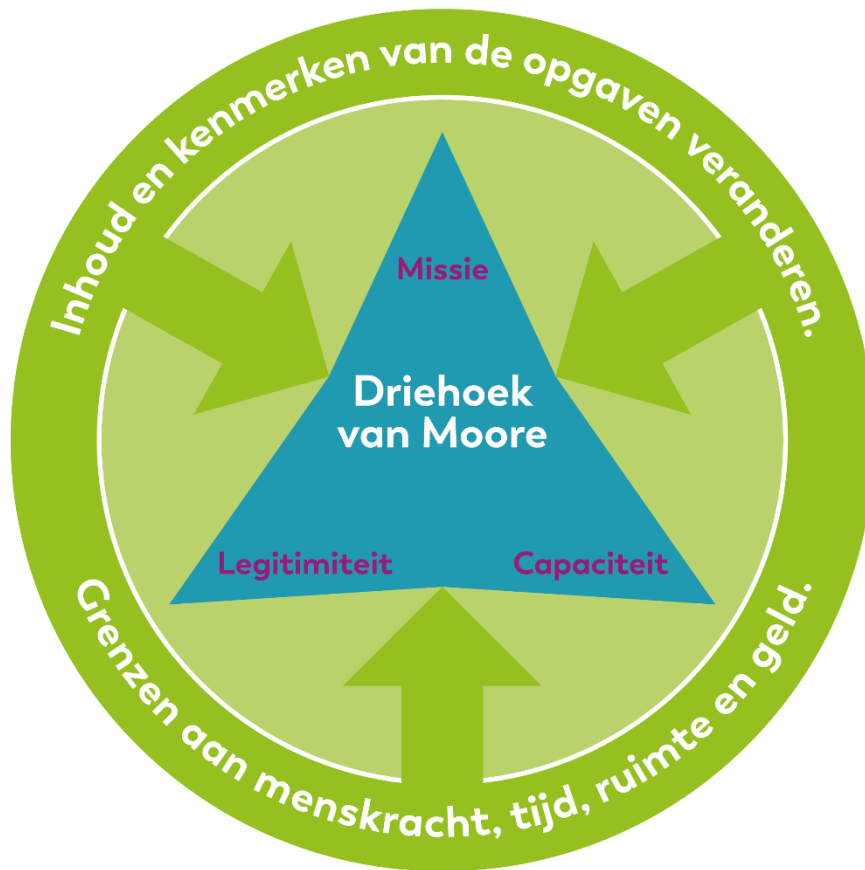 Inhoud en kenmerken van de opgaven veranderen.
Missie
Driehoek
van Moore
Legitimiteit
Capaciteit
Grenzen aan menskracht, tijd, ruimte en geld.